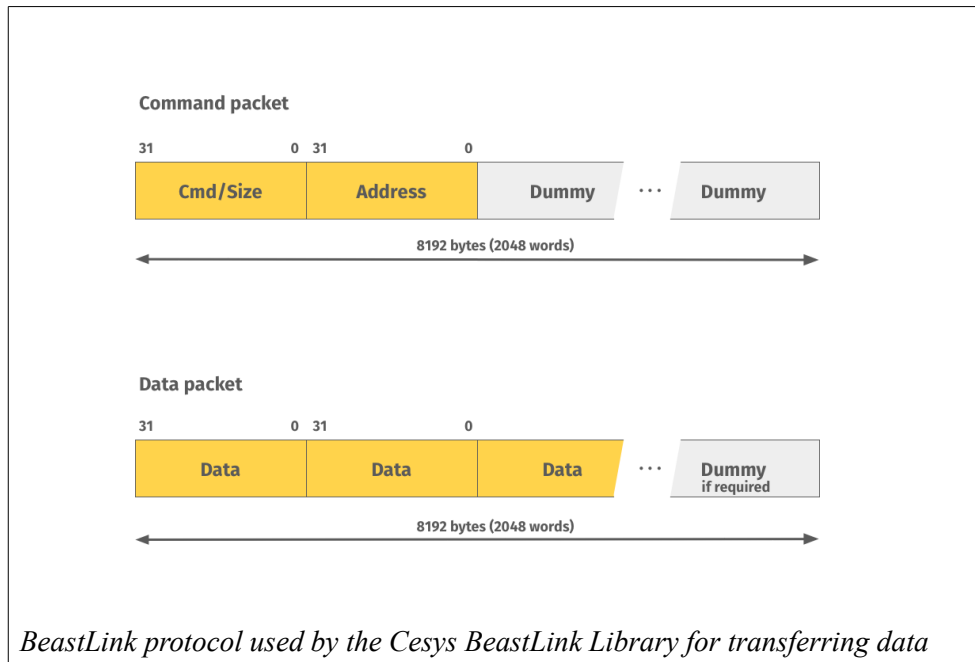 Command packet
31 0 31 0
Cmd/Size Address Dummy ... Dummy
8192 bytes (2048 words)
Data packet
31 0 31 0
Data Data Data ... Dummy
if required
8192 bytes (2048 words)
BeastLink protocol used by the Cesys BeastLink Library for transferring data